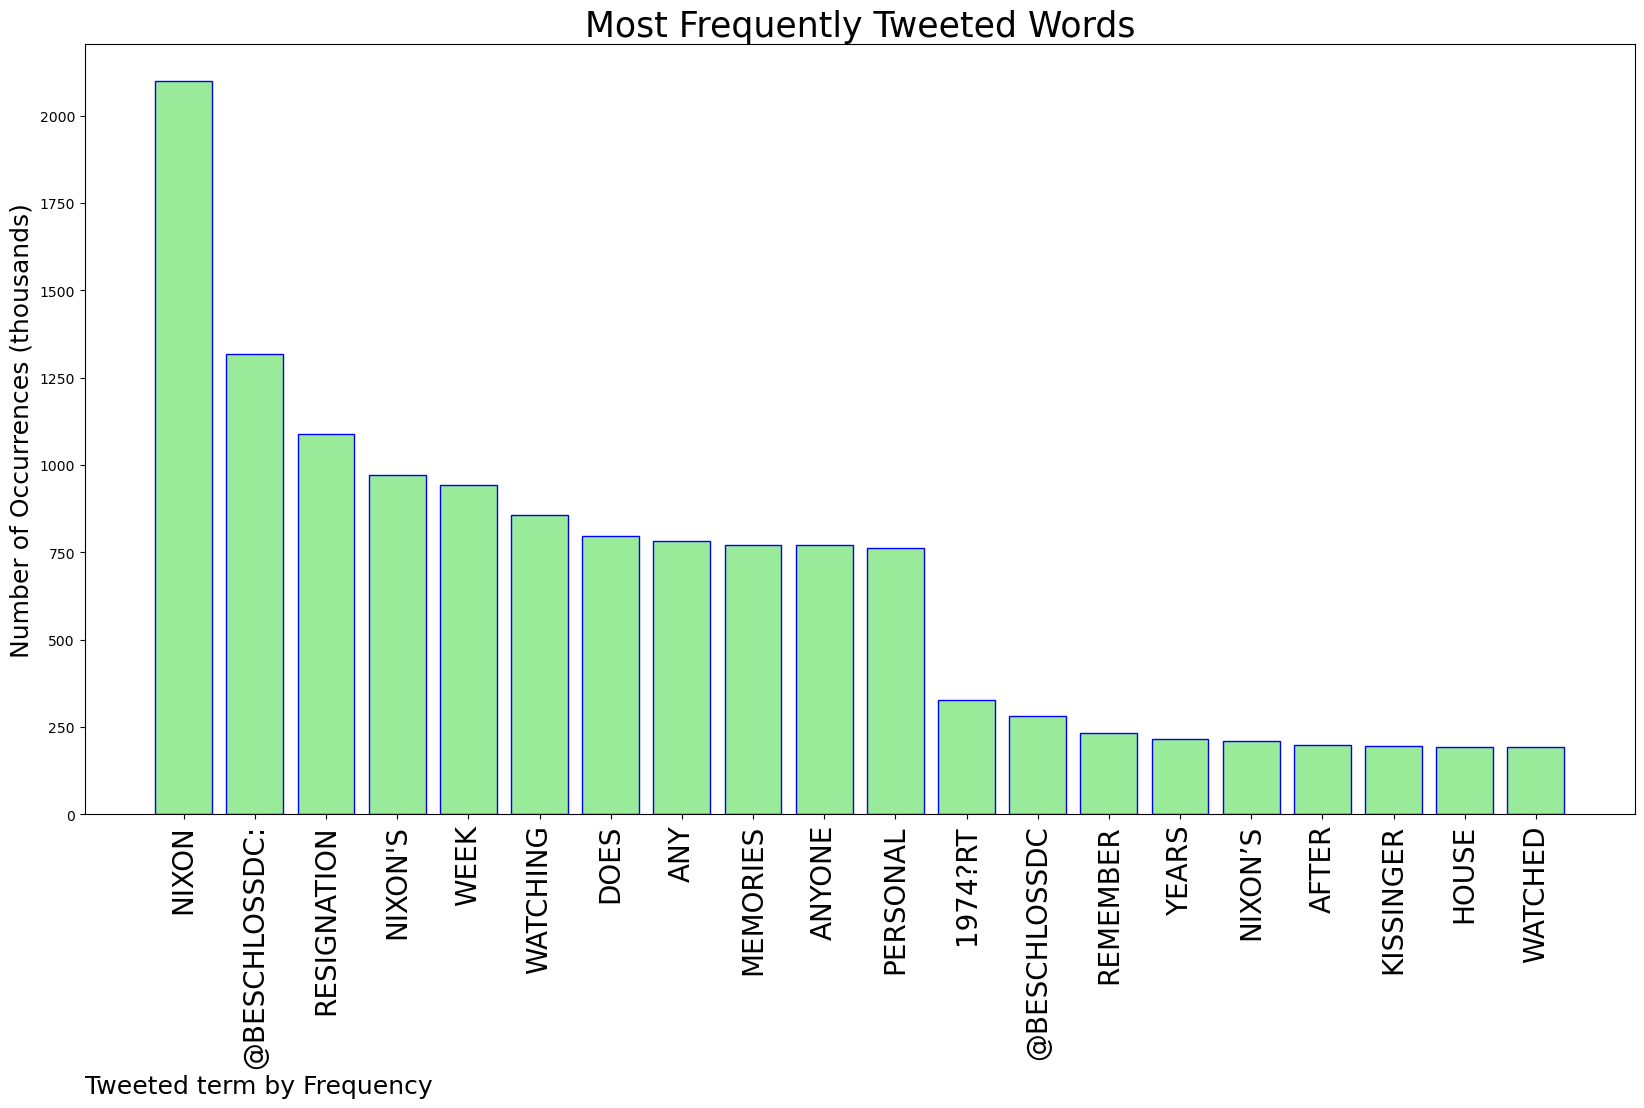 Most Frequently Tweeted Words
Number of Occurrences (thousands)
2000
1750
1500
1250
1000
750
500
250
0
NIXON
@BESCHLOSSDC:
RESIGNATION
NIXON'S
WEEK
WATCHING
DOES
ANY
MEMORIES
ANYONE
PERSONAL
1974?RT
@BESCHLOSSDC
REMEMBER
YEARS
NIXON’S
AFTER
KISSINGER
HOUSE
WATCHED
Tweeted term by Frequency